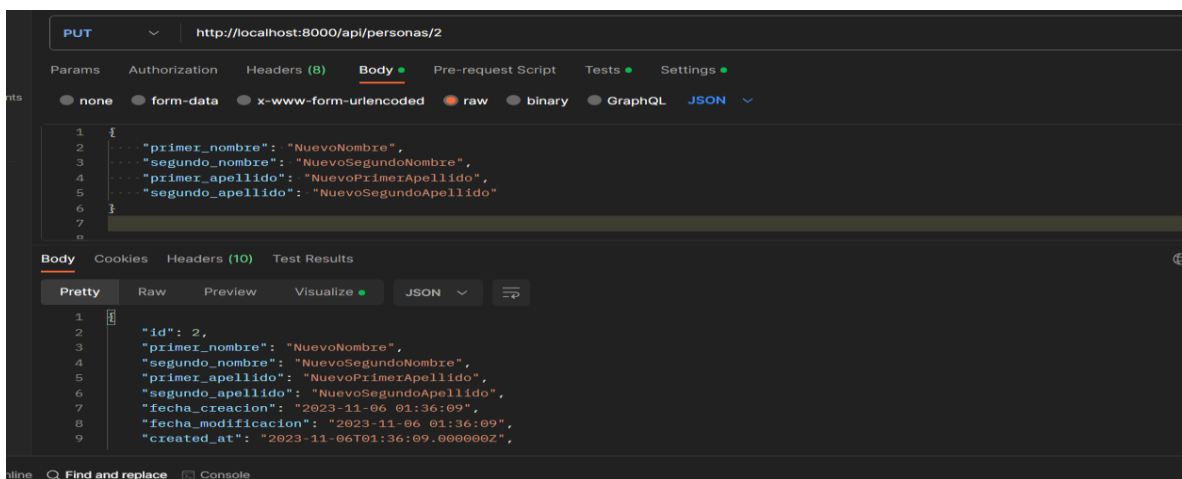 PUT http://localhost:8000/api/personas/2
Params Authorization Headers (8) Body Pre-request Script Tests Settings
nts
none form-data x-www-form-urlencoded raw binary GraphQL JSON
1 {
2 "primer_nombre": "NuevoNombre",
3 "segundo_nombre": "NuevoSegundoNombre",
4 "primer_apellido": "NuevoPrimerApellido",
5 "segundo_apellido": "NuevoSegundoApellido"
6 }
7
Body Cookies Headers (10) Test Results
Pretty Raw Preview Visualize JSON
1 {
2 "id": 2,
3 "primer_nombre": "NuevoNombre",
4 "segundo_nombre": "NuevoSegundoNombre",
5 "primer_apellido": "NuevoPrimerApellido",
6 "segundo_apellido": "NuevoSegundoApellido",
7 "fecha_creacion": "2023-11-06 01:36:09",
8 "fecha_modificacion": "2023-11-06 01:36:09",
9 "created_at": "2023-11-06T01:36:09.000000Z",
nline Find and replace Console